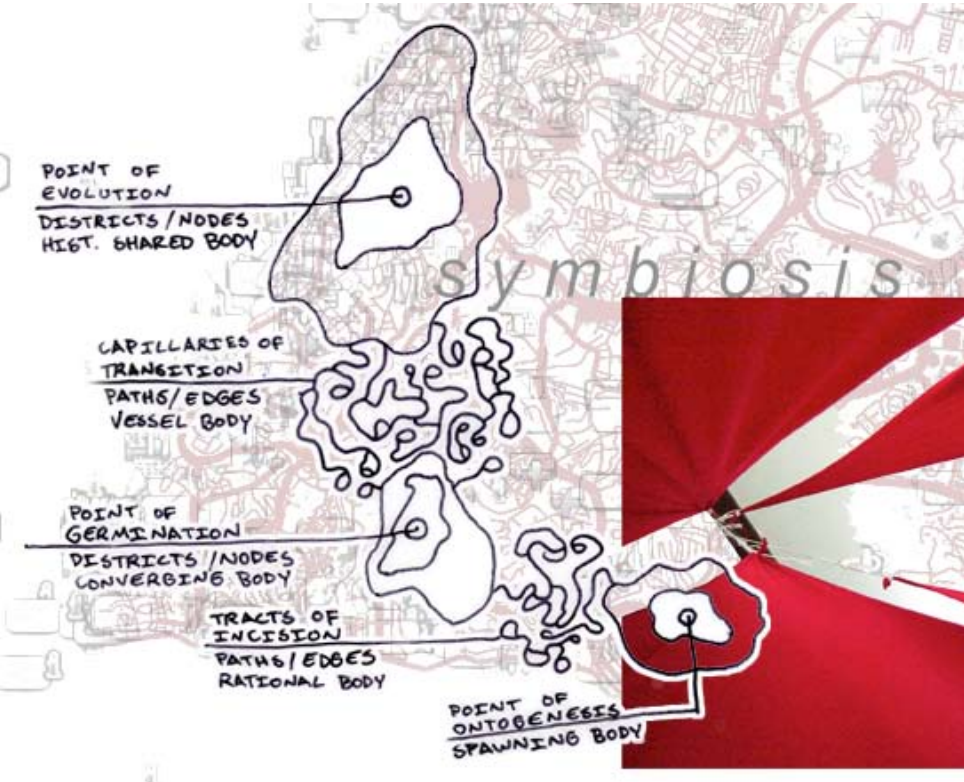 POINT OF
EVOLUTION
DISTRICTS/NODES
HIST. SHARED BODY
symbiosis
CAPILLARIES OF
TRANSITION
PATHS/EDGES
VESSEL BODY
POINT OF
GERMINATION
DISTRICTS/NODES
CONVERGING BODY
TRACTS OF
INCISION
PATHS/EDGES
RATIONAL BODY
POINT OF
ONTOGENESIS
SPAWNING BODY